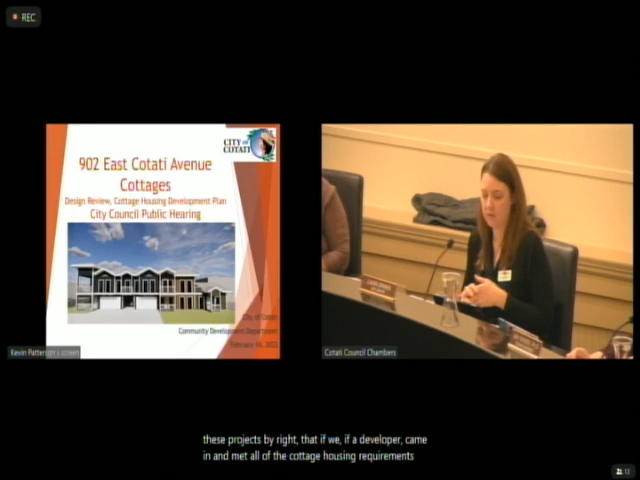 REC
CITY of
COTATI
902 East Cotati Avenue
Cottages
Design Review, Cottage Housing Development Plan
City Council Public Hearing
City of Cotati
Community Development Department
Kevin Patterson's screen
Cotati Council Chambers
these projects by right, that if we, if a developer, came
in and met all of the cottage housing requirements